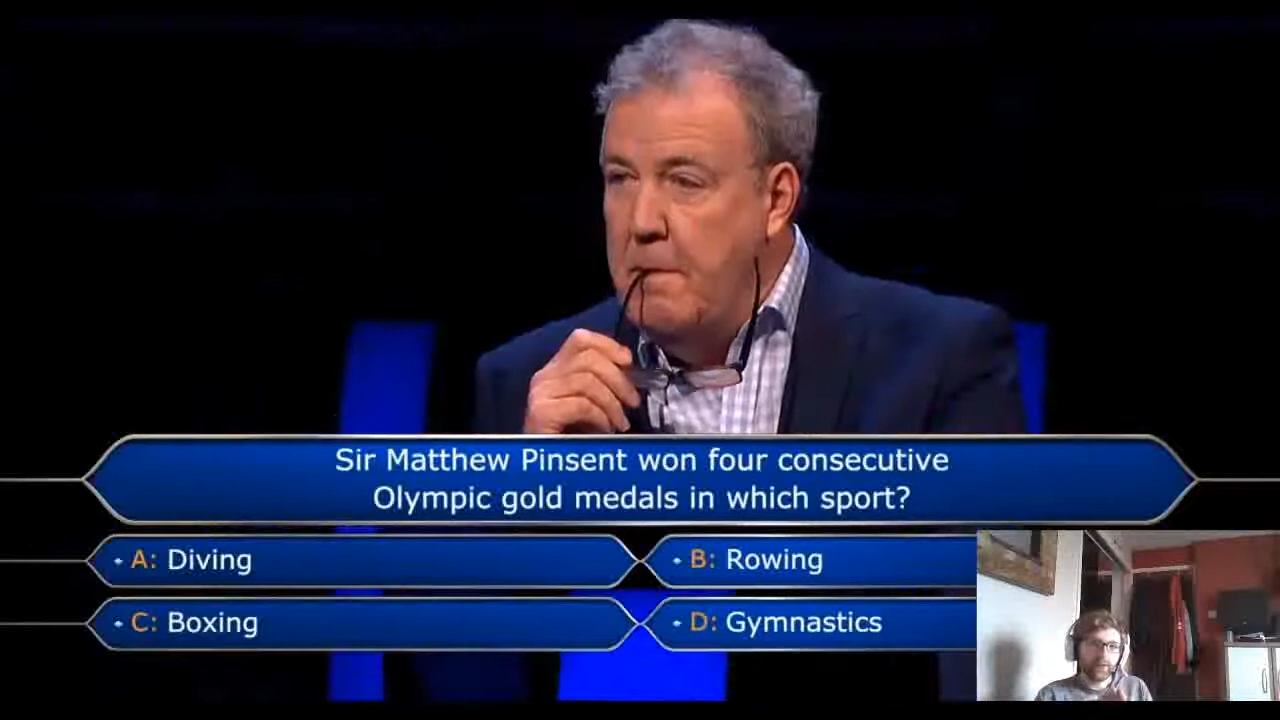 Sir Matthew Pinsent won four consecutive
Olympic gold medals in which sport?
A: Diving
B: Rowing
C: Boxing
D: Gymnastics